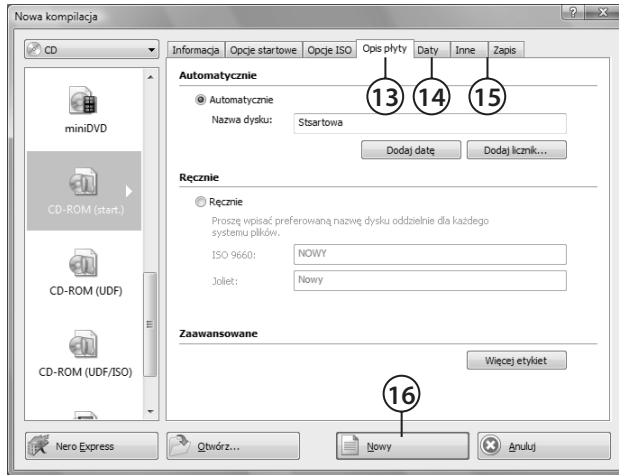 Nowa kompilacja
CD
Informacja Opcje startowe Opcje ISO Opis płyty Daty Inne Zapis
13 14 15
Automatycznie
Automatycznie
Nazwa dysku: Stsartowa
Dodaj datę Dodaj licznik...
Ręcznie
Ręcznie
Proszę wpisać preferowaną nazwę dysku oddzielnie dla każdego
systemu plików.
ISO 9660: NOWY
Joliet: Nowy
Zaawansowane
Więcej etykiet
miniDVD
CD-ROM (start.)
CD-ROM (UDF)
CD-ROM (UDF/ISO)
16
Nero Express Otwórz... Nowy Anuluj